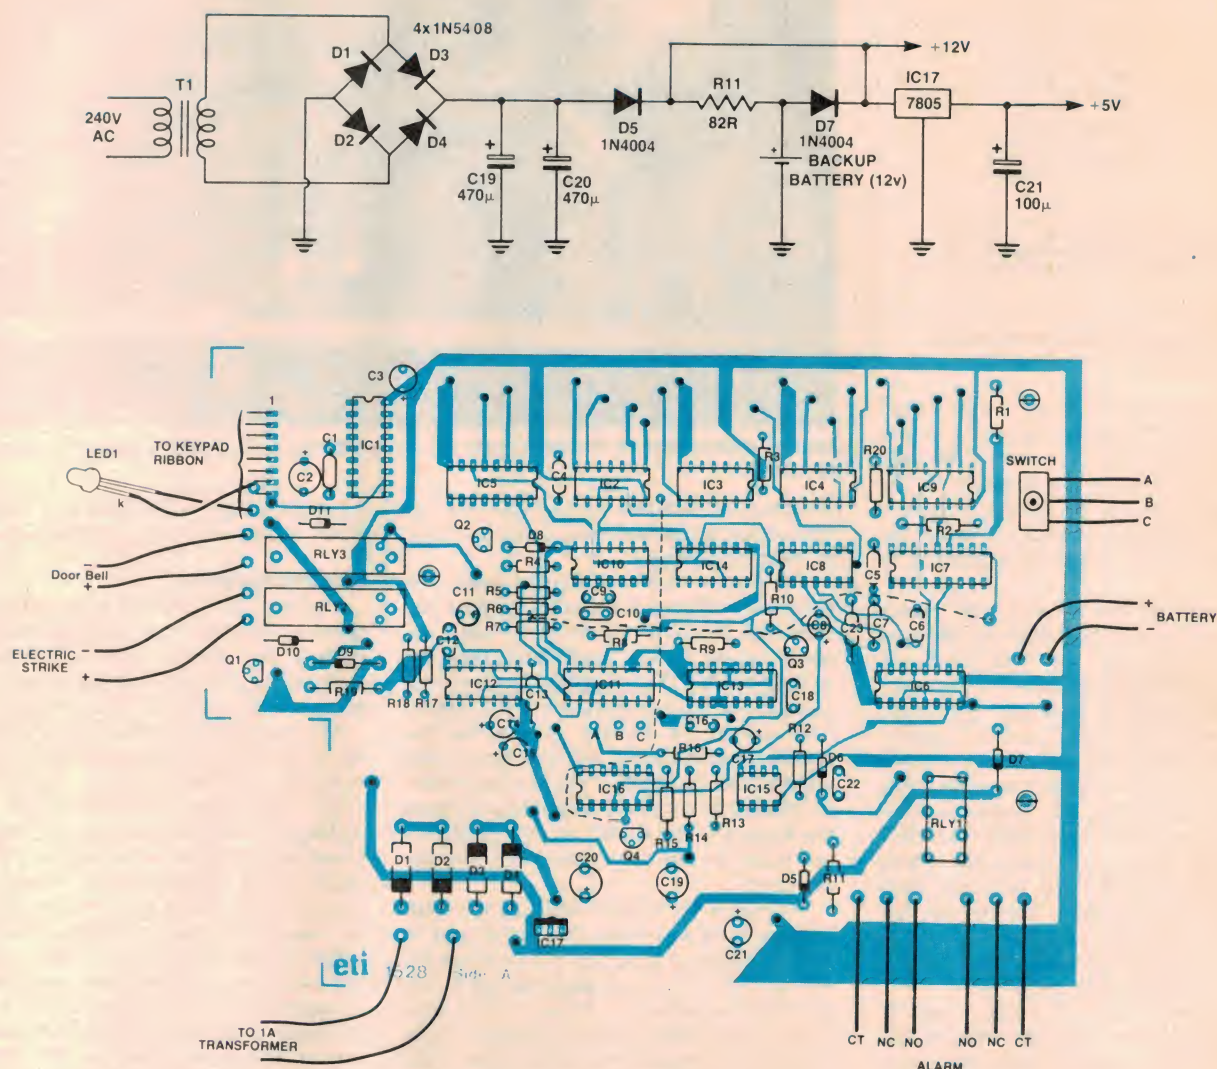 4x1N5408
D1
D3
D2
D4
T1
240V
AC
+12V
R11
82R
IC17
7805
+5V
D5
1N4004
D7
1N4004
+
C19
470µ
+
C20
470µ
+
BACKUP
BATTERY (12v)
+
C21
100µ
C3
+
1
LED1
k
TO KEYPAD
RIBBON
C1
+
C2
IC1
D11
IC5
C4
IC2
IC3
R3
IC4
R20
IC9
R1
SWITCH
A
B
C
R2
Door Bell
–
+
RLY3
RLY2
Q2
D8
R4
IC10
IC14
IC8
C5
IC7
C11
+
R5
R6
R7
C9
C10
R10
+
C8
C23
C7
C6
+
–
BATTERY
ELECTRIC
STRIKE
–
+
D10
Q1
D9
R19
R18
R17
C12
R8
R9
Q3
IC12
C13
IC11
IC13
C18
IC6
+
+
A
B
C
C16
+
C17
R16
R12
D6
C22
D7
IC16
IC15
RLY1
R15
R14
R13
Q4
D1
D2
D3
C20
+
C19
+
D5
R11
IC17
+
C21
eti
1528
Side A
TO 1A
TRANSFORMER
CT
NC
NO
NO
NC
CT
ALARM